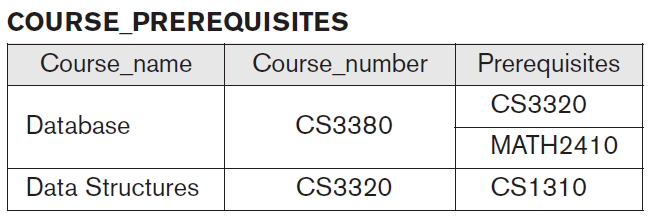 COURSE_PREREQUISITES
Course_name Course_number Prerequisites
Database CS3380 CS3320
MATH2410
Data Structures CS3320 CS1310